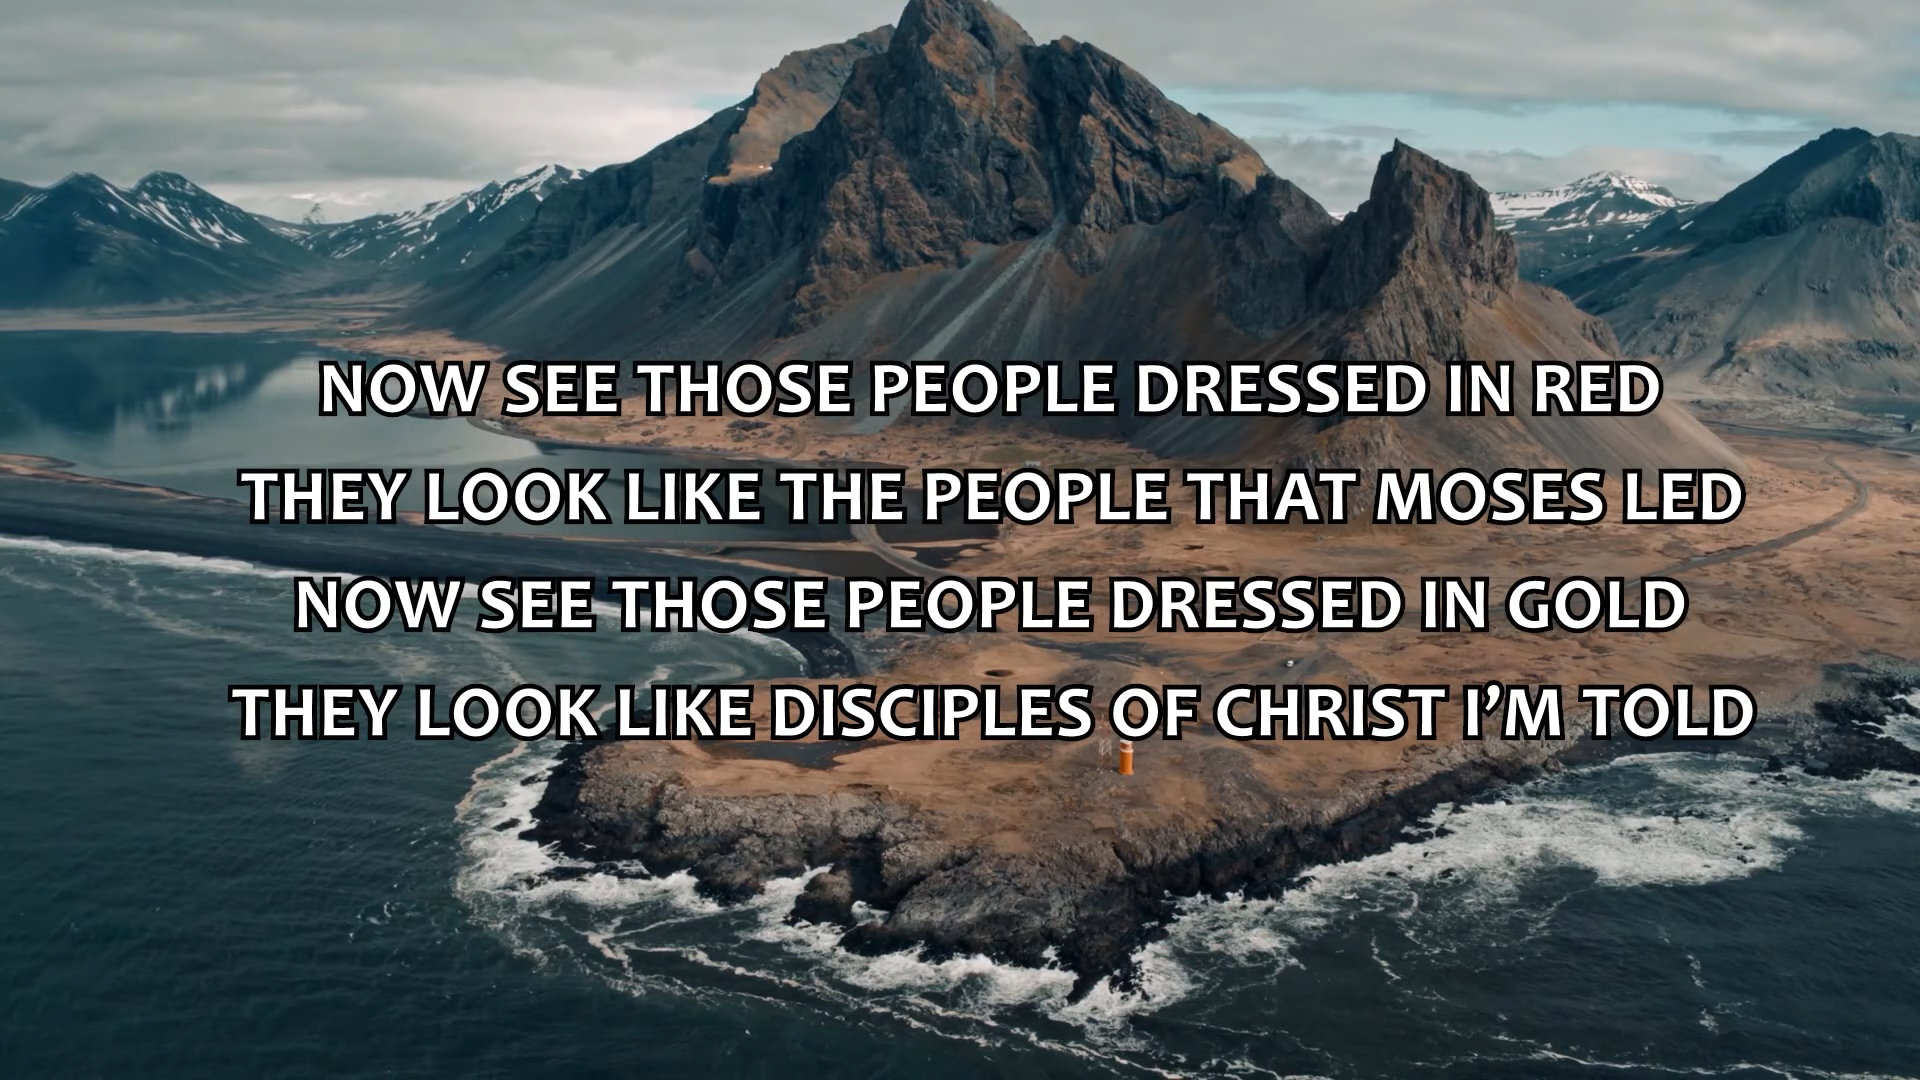 NOW SEE THOSE PEOPLE DRESSED IN RED
THEY LOOK LIKE THE PEOPLE THAT MOSES LED
NOW SEE THOSE PEOPLE DRESSED IN GOLD
THEY LOOK LIKE DISCIPLES OF CHRIST I’M TOLD